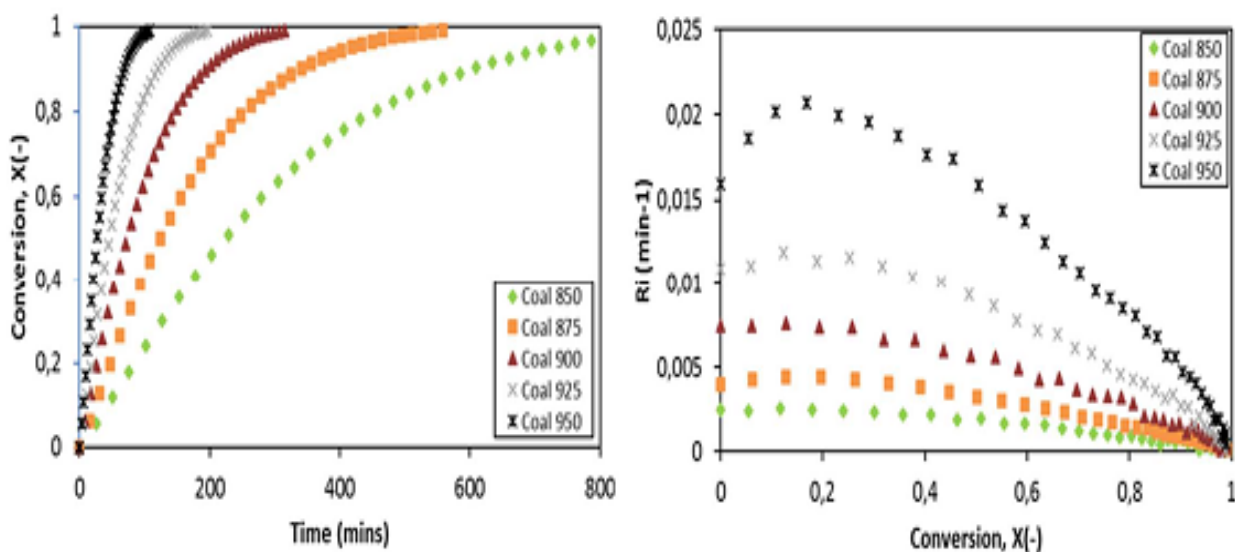 1
0,8
0,6
0,4
0,2
0
0
200
400
600
800
Conversion, X(-)
Time (mins)
Coal 850
Coal 875
Coal 900
Coal 925
Coal 950
0,025
0,02
0,015
0,01
0,005
0
0
0,2
0,4
0,6
0,8
1
Ri (min-1)
Conversion, X(-)
Coal 850
Coal 875
Coal 900
Coal 925
Coal 950